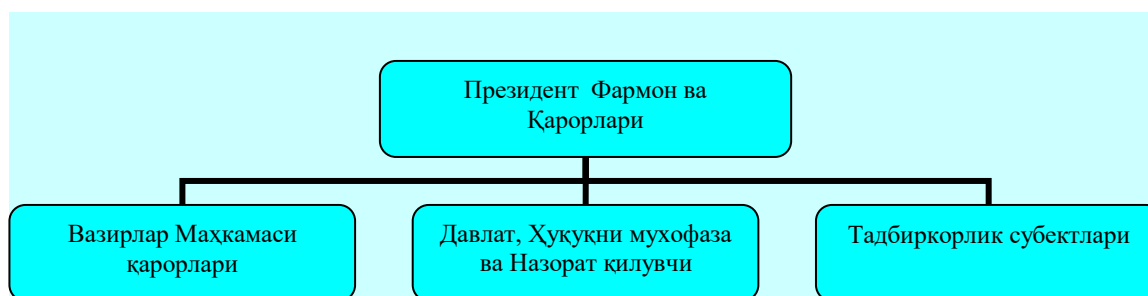 Президент Фармон ва
Қарорлари
Вазирлар Маҳкамаси
қарорлари
Давлат, Ҳуқуқни мухофаза
ва Назорат қилувчи
Тадбиркорлик субектлари